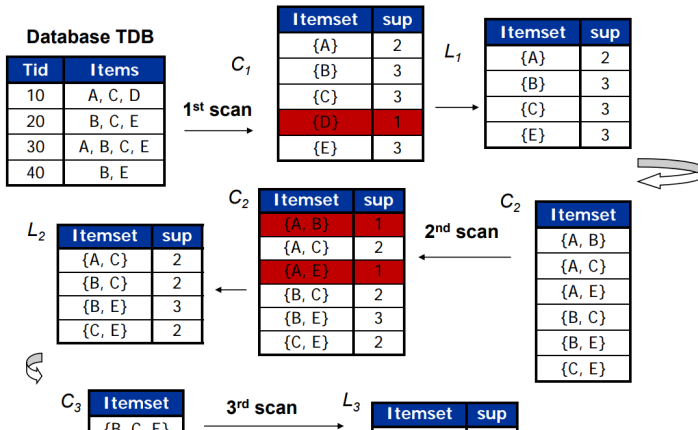 Database TDB
Tid Items
10 A, C, D
20 B, C, E
30 A, B, C, E
40 B, E
1st scan
C1
Itemset sup
{A} 2
{B} 3
{C} 3
{D} 1
{E} 3
L1
Itemset sup
{A} 2
{B} 3
{C} 3
{E} 3
C2
Itemset
{A, B}
{A, C}
{A, E}
{B, C}
{B, E}
{C, E}
2nd scan
C2
Itemset sup
{A, B} 1
{A, C} 2
{A, E} 1
{B, C} 2
{B, E} 3
{C, E} 2
L2
Itemset sup
{A, C} 2
{B, C} 2
{B, E} 3
{C, E} 2
C3
Itemset
{B, C, E}
3rd scan
L3
Itemset sup